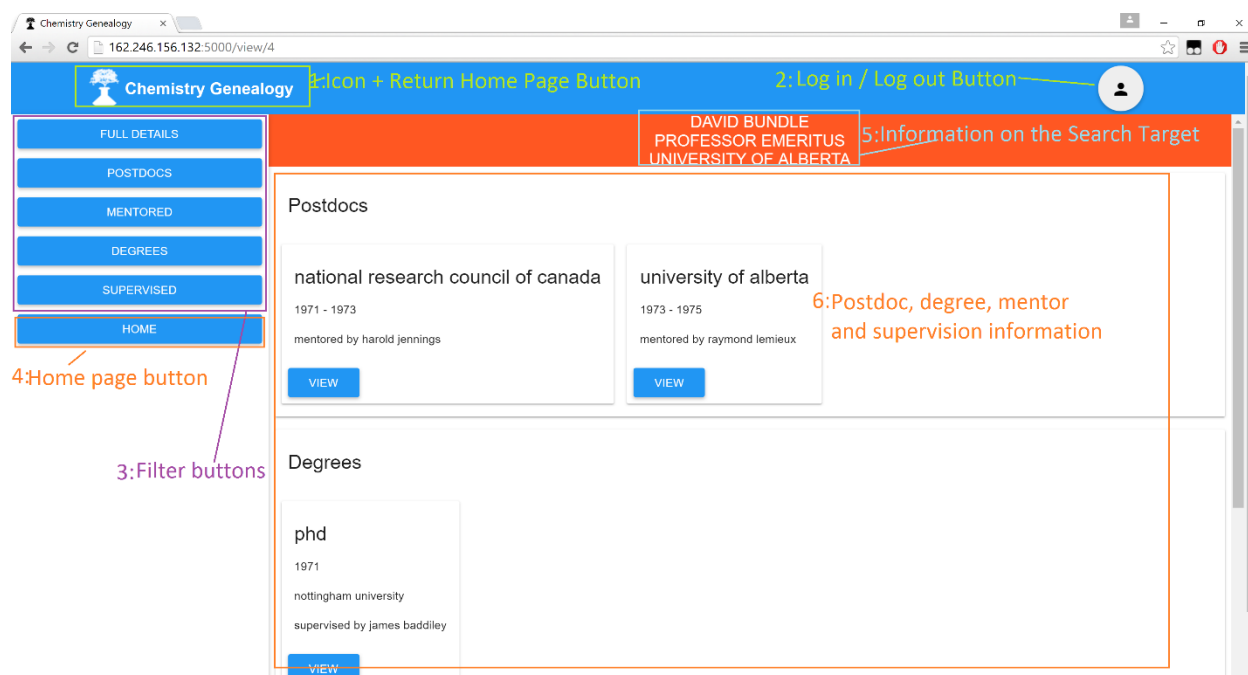 Chemistry Genealogy
162.246.156.132:5000/view/4
Chemistry Genealogy
1:Icon + Return Home Page Button
2:Log in / Log out Button
FULL DETAILS
POSTDOCS
MENTORED
DEGREES
SUPERVISED
HOME
4:Home page button
3:Filter buttons
DAVID BUNDLE
PROFESSOR EMERITUS
UNIVERSITY OF ALBERTA
5:Information on the Search Target
Postdocs
national research council of canada
1971 - 1973
mentored by harold jennings
VIEW
university of alberta
1973 - 1975
mentored by raymond lemieux
VIEW
6:Postdoc, degree, mentor
and supervision information
Degrees
phd
1971
nottingham university
supervised by james baddiley
VIEW